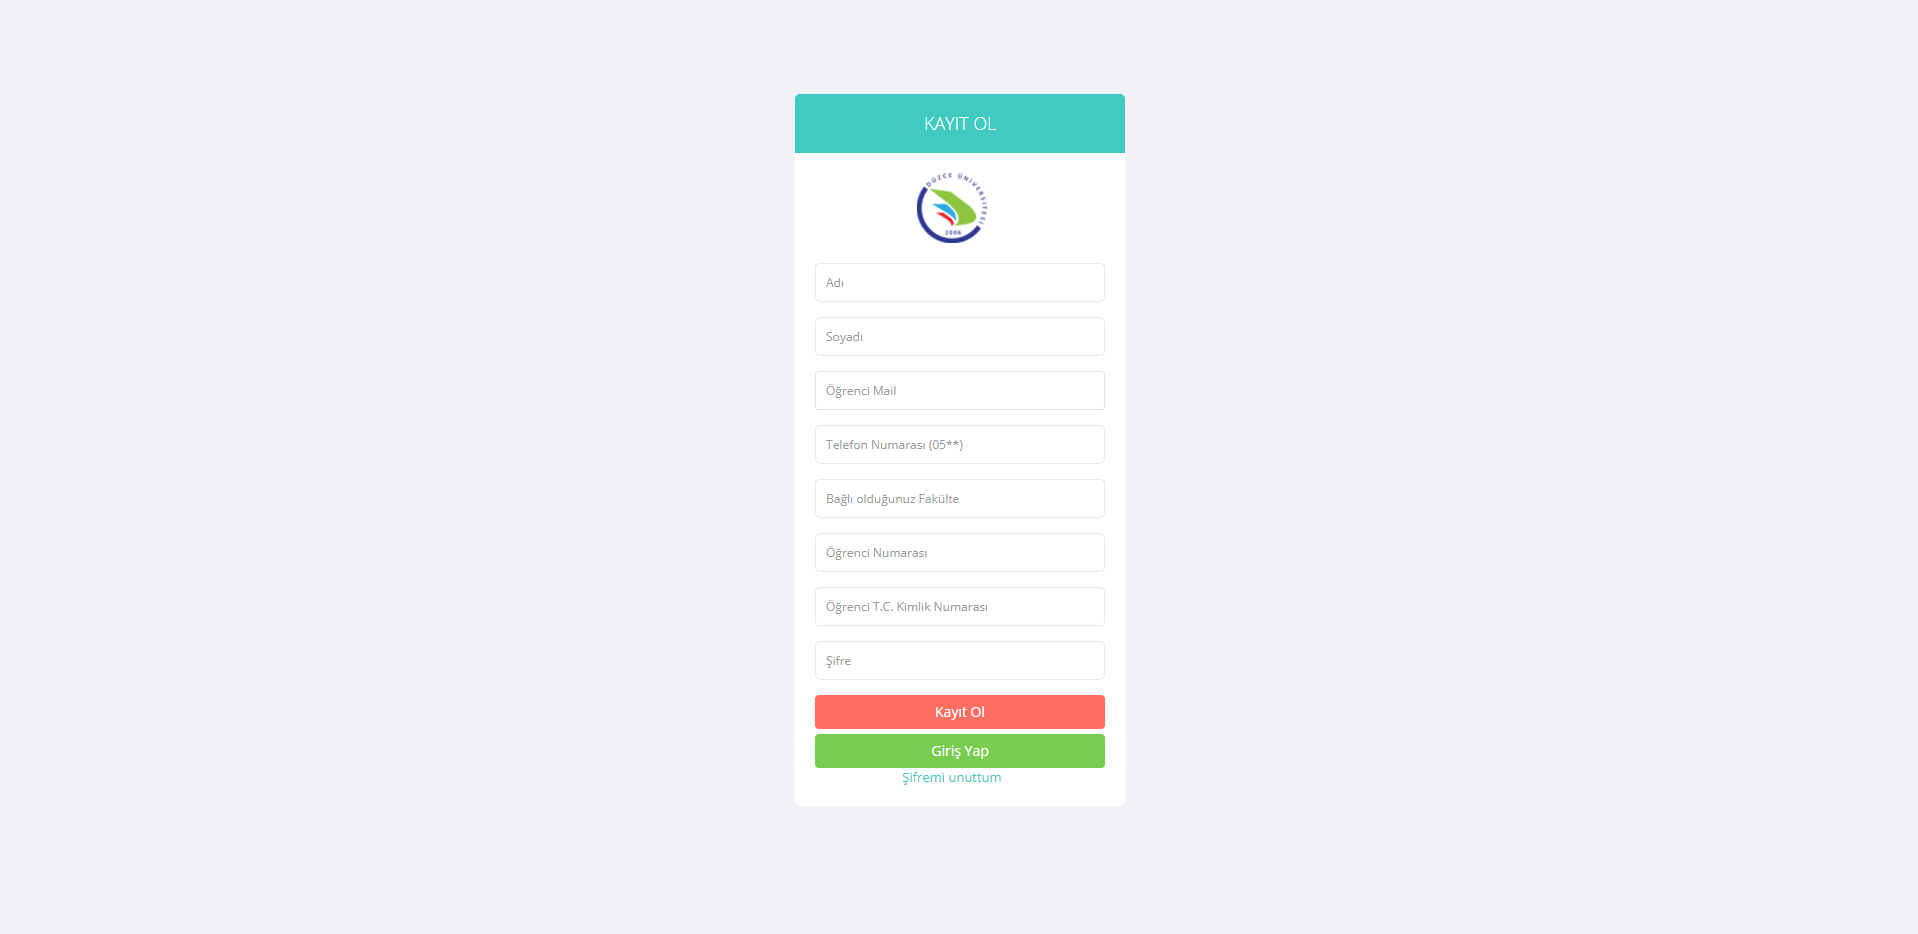 KAYIT OL
DÜZCE ÜNİVERSİTESİ
2006
Adı
Soyadı
Öğrenci Mail
Telefon Numarası (05**)
Bağlı olduğunuz Fakülte
Öğrenci Numarası
Öğrenci T.C. Kimlik Numarası
Şifre
Kayıt Ol
Giriş Yap
Şifremi unuttum